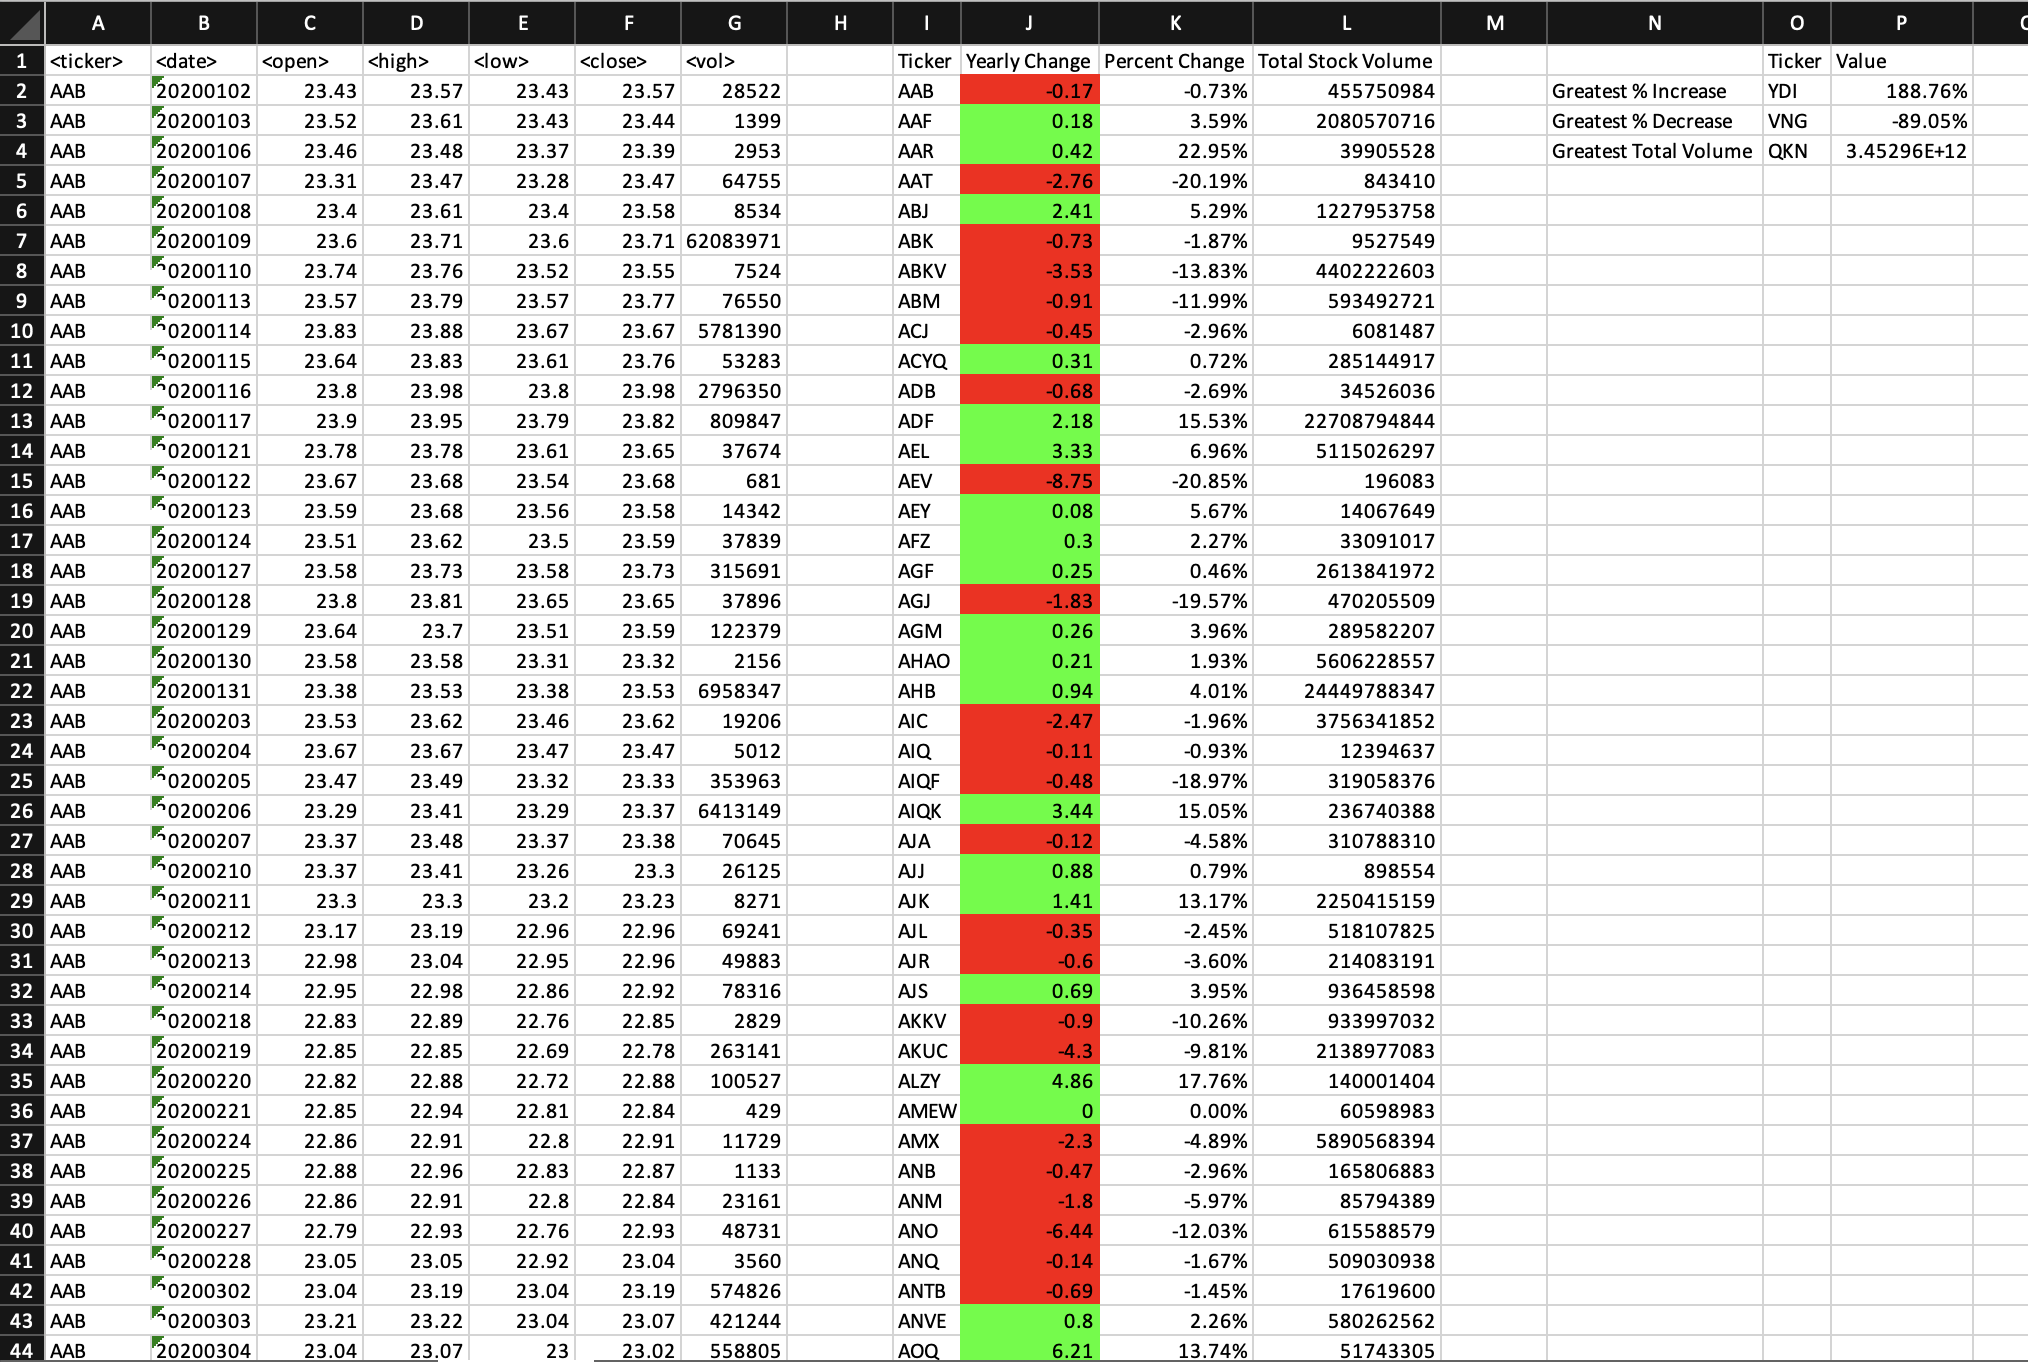 A B C D E F G H I J K L M N O P
1 <ticker> <date> <open> <high> <low> <close> <vol> Ticker Yearly Change Percent Change Total Stock Volume Ticker Value
2 AAB 20200102 23.43 23.57 23.43 23.57 28522 AAB -0.17 -0.73% 455750984 Greatest % Increase YDI 188.76%
3 AAB 20200103 23.52 23.61 23.43 23.44 1399 AAF 0.18 3.59% 2080570716 Greatest % Decrease VNG -89.05%
4 AAB 20200106 23.46 23.48 23.37 23.39 2953 AAR 0.42 22.95% 39905528 Greatest Total Volume QKN 3.45296E+12
5 AAB 20200107 23.31 23.47 23.28 23.47 64755 AAT -2.76 -20.19% 843410
6 AAB 20200108 23.4 23.61 23.4 23.58 8534 ABJ 2.41 5.29% 1227953758
7 AAB 20200109 23.6 23.71 23.6 23.71 62083971 ABK -0.73 -1.87% 9527549
8 AAB 20200110 23.74 23.76 23.52 23.55 7524 ABKV -3.53 -13.83% 4402222603
9 AAB 20200113 23.57 23.79 23.57 23.77 76550 ABM -0.91 -11.99% 593492721
10 AAB 20200114 23.83 23.88 23.67 23.67 5781390 ACJ -0.45 -2.96% 6081487
11 AAB 20200115 23.64 23.83 23.61 23.76 53283 ACYQ 0.31 0.72% 285144917
12 AAB 20200116 23.8 23.98 23.8 23.98 2796350 ADB -0.68 -2.69% 34526036
13 AAB 20200117 23.9 23.95 23.79 23.82 809847 ADF 2.18 15.53% 22708794844
14 AAB 20200121 23.78 23.78 23.61 23.65 37674 AEL 3.33 6.96% 5115026297
15 AAB 20200122 23.67 23.68 23.54 23.68 681 AEV -8.75 -20.85% 196083
16 AAB 20200123 23.59 23.68 23.56 23.58 14342 AEY 0.08 5.67% 14067649
17 AAB 20200124 23.51 23.62 23.5 23.59 37839 AFZ 0.3 2.27% 33091017
18 AAB 20200127 23.58 23.73 23.58 23.73 315691 AGF 0.25 0.46% 2613841972
19 AAB 20200128 23.8 23.81 23.65 23.65 37896 AGJ -1.83 -19.57% 470205509
20 AAB 20200129 23.64 23.7 23.51 23.59 122379 AGM 0.26 3.96% 289582207
21 AAB 20200130 23.58 23.58 23.31 23.32 2156 AHAO 0.21 1.93% 5606228557
22 AAB 20200131 23.38 23.53 23.38 23.53 6958347 AHB 0.94 4.01% 24449788347
23 AAB 20200203 23.53 23.62 23.46 23.62 19206 AIC -2.47 -1.96% 3756341852
24 AAB 20200204 23.67 23.67 23.47 23.47 5012 AIQ -0.11 -0.93% 12394637
25 AAB 20200205 23.47 23.49 23.32 23.33 353963 AIQF -0.48 -18.97% 319058376
26 AAB 20200206 23.29 23.41 23.29 23.37 6413149 AIQK 3.44 15.05% 236740388
27 AAB 20200207 23.37 23.48 23.37 23.38 70645 AJA -0.12 -4.58% 310788310
28 AAB 20200210 23.37 23.41 23.26 23.3 26125 AJJ 0.88 0.79% 898554
29 AAB 20200211 23.3 23.3 23.2 23.23 8271 AJK 1.41 13.17% 2250415159
30 AAB 20200212 23.17 23.19 22.96 22.96 69241 AJL -0.35 -2.45% 518107825
31 AAB 20200213 22.98 23.04 22.95 22.96 49883 AJR -0.6 -3.60% 214083191
32 AAB 20200214 22.95 22.98 22.86 22.92 78316 AJS 0.69 3.95% 936458598
33 AAB 20200218 22.83 22.89 22.76 22.85 2829 AKKV -0.9 -10.26% 933997032
34 AAB 20200219 22.85 22.85 22.69 22.78 263141 AKUC -4.3 -9.81% 2138977083
35 AAB 20200220 22.82 22.88 22.72 22.88 100527 ALZY 4.86 17.76% 140001404
36 AAB 20200221 22.85 22.94 22.81 22.84 429 AMEW 0 0.00% 60598983
37 AAB 20200224 22.86 22.91 22.8 22.91 11729 AMX -2.3 -4.89% 5890568394
38 AAB 20200225 22.88 22.96 22.83 22.87 1133 ANB -0.47 -2.96% 165806883
39 AAB 20200226 22.86 22.91 22.8 22.84 23161 ANM -1.8 -5.97% 85794389
40 AAB 20200227 22.79 22.93 22.76 22.93 48731 ANO -6.44 -12.03% 615588579
41 AAB 20200228 23.05 23.05 22.92 23.04 3560 ANQ -0.14 -1.67% 509030938
42 AAB 20200302 23.04 23.19 23.04 23.19 574826 ANTB -0.69 -1.45% 17619600
43 AAB 20200303 23.21 23.22 23.04 23.07 421244 ANVE 0.8 2.26% 580262562
44 AAB 20200304 23.04 23.07 23 23.02 558805 AOQ 6.21 13.74% 51743305